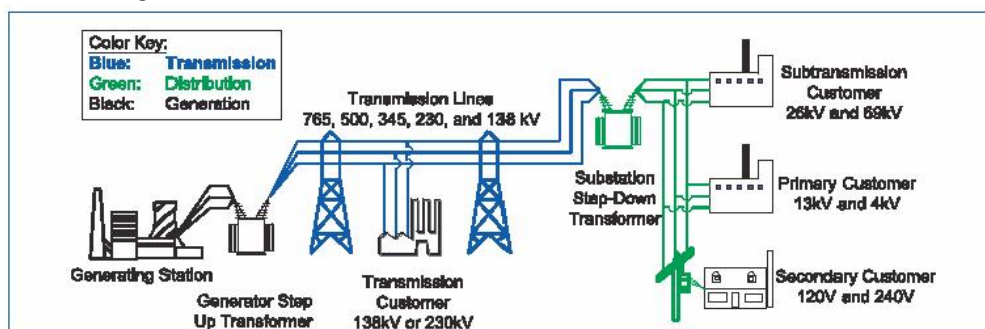 Color Key:
Blue: Transmission
Green: Distribution
Black: Generation
Transmission Lines
765, 500, 345, 230, and 138 kV
Subtransmission
Customer
26kV and 69kV
Substation
Step-Down
Transformer
Primary Customer
13kV and 4kV
Generating Station
Generator Step
Up Transformer
Transmission
Customer
138kV or 230kV
Secondary Customer
120V and 240V